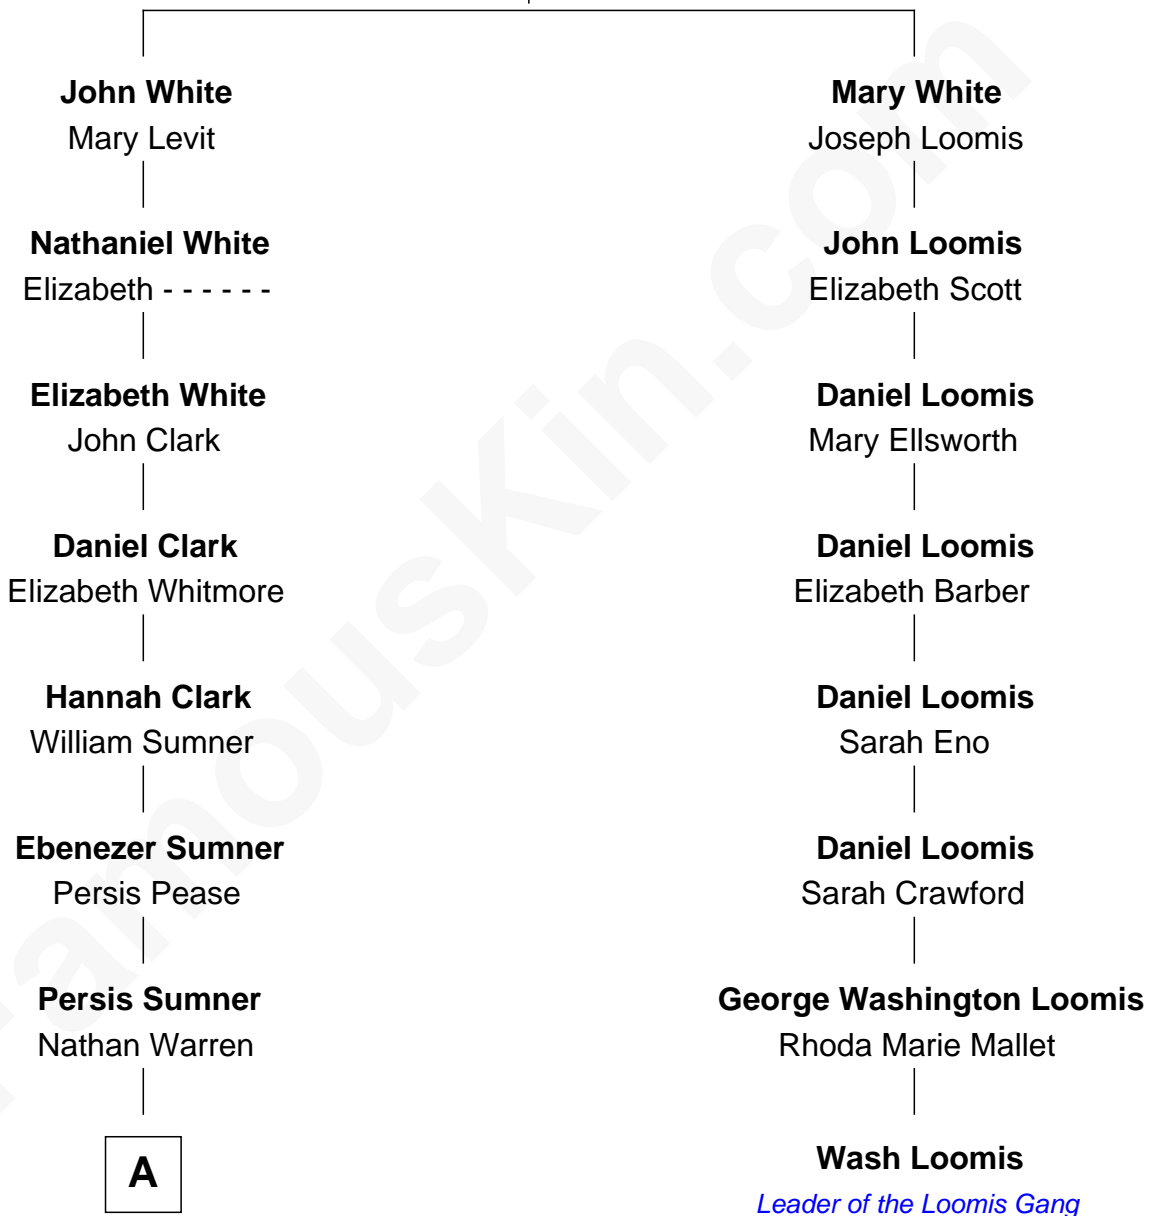 John White
Mary Levit
Nathaniel White
Elizabeth - - - - - -
Elizabeth White
John Clark
Daniel Clark
Elizabeth Whitmore
Hannah Clark
William Sumner
Ebenezer Sumner
Persis Pease
Persis Sumner
Nathan Warren
A
Mary White
Joseph Loomis
John Loomis
Elizabeth Scott
Daniel Loomis
Mary Ellsworth
Daniel Loomis
Elizabeth Barber
Daniel Loomis
Sarah Eno
Daniel Loomis
Sarah Crawford
George Washington Loomis
Rhoda Marie Mallet
Wash Loomis
Leader of the Loomis Gang
FamousKin.com